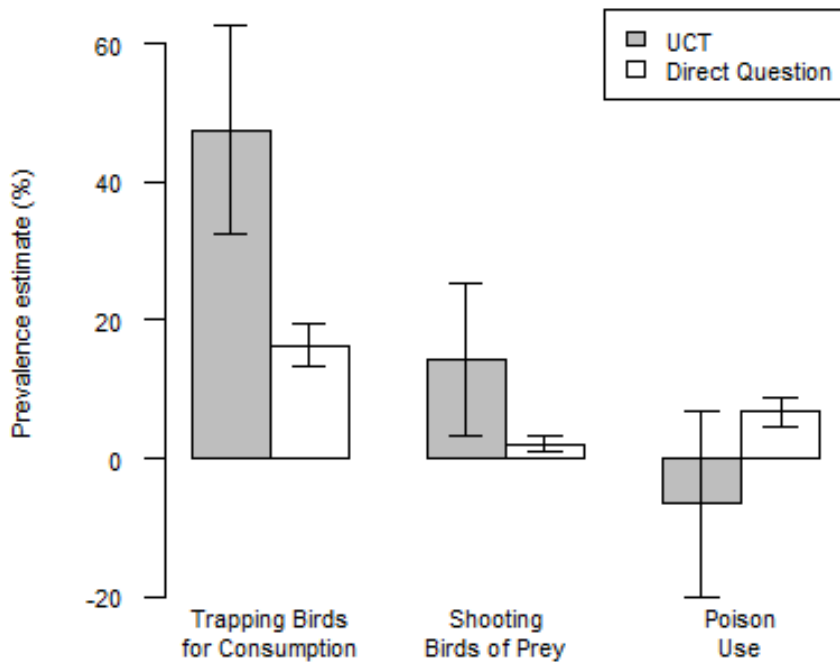 UCT
Direct Question
Prevalence estimate (%)
60
40
20
0
-20
Trapping Birds
for Consumption
Shooting
Birds of Prey
Poison
Use